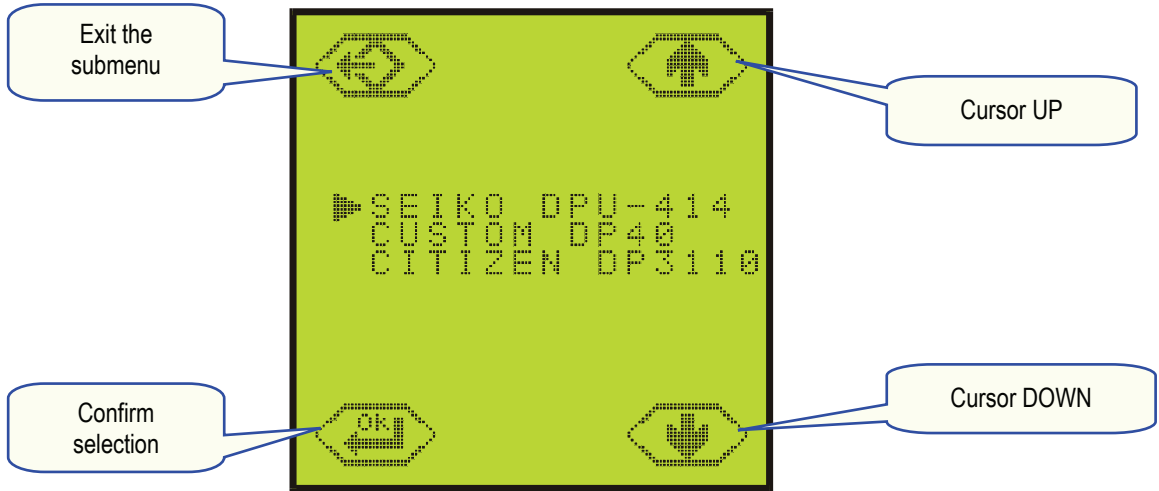 Exit the
submenu
Cursor UP
SEIKO DPU-414
CUSTOM DP40
CITIZEN DP3110
Confirm
selection
Ok
Cursor DOWN